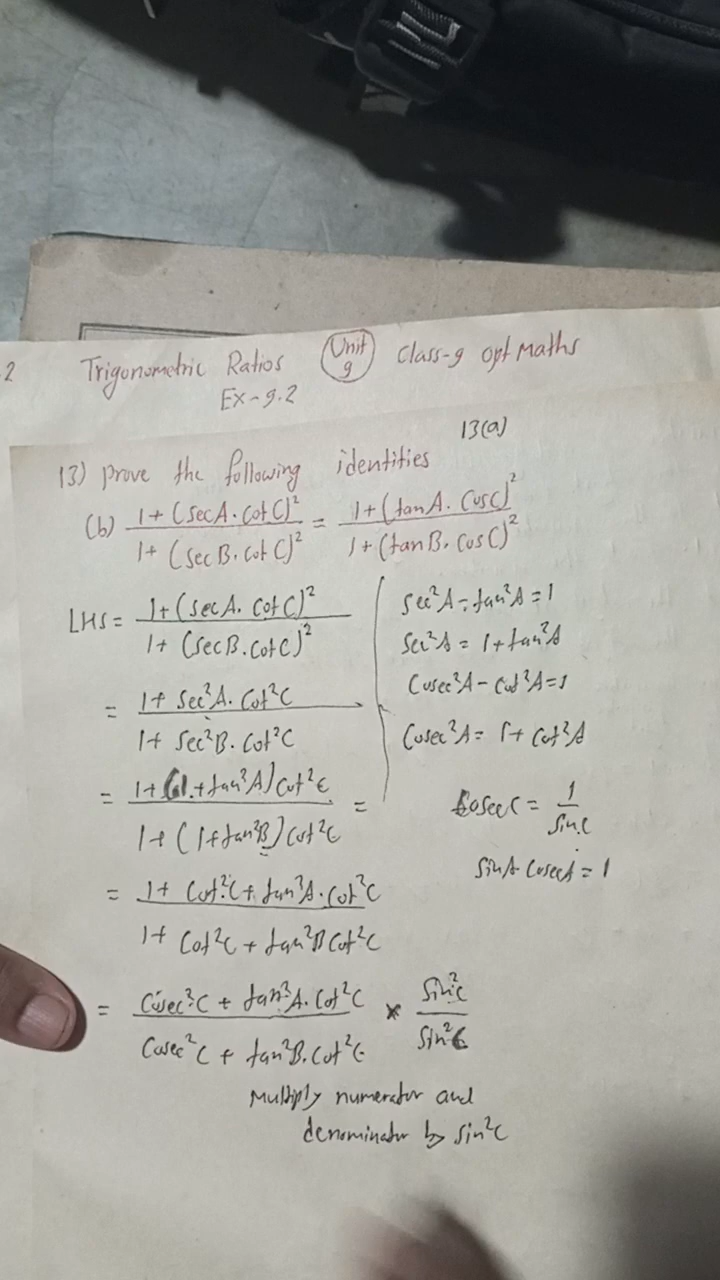 .2 Trigonometric Ratios Unit 9 Class-9 Opt Maths
Ex-9.2
13(a)
13) prove the following identities
(b) 1+(secA.cotC)² / 1+(secB.cotC)² = 1+(tanA.CosC)² / 1+(tanB.CosC)²
LHS = 1+(secA.cotC)² / 1+(secB.cotC)²
= 1+sec²A.Cot²C / 1+sec²B.Cot²C
= 1+(1+tan²A)Cot²C / 1+(1+tan²B)Cot²C =
= 1+Cot²C+tan²A.Cot²C / 1+Cot²C+tan²BCot²C
= Cosec²C+tan²A.Cot²C / Cosec²C+tan²B.Cot²C × Sin²C / Sin²C
Multiply numerator and
denominator by Sin²C
Sec²A-tan²A=1
Sec²A = 1+tan²A
Cosec²A-Cot²A=1
Cosec²A = 1+Cot²A
CosecC = 1 / SinC
SinA CosecA = 1